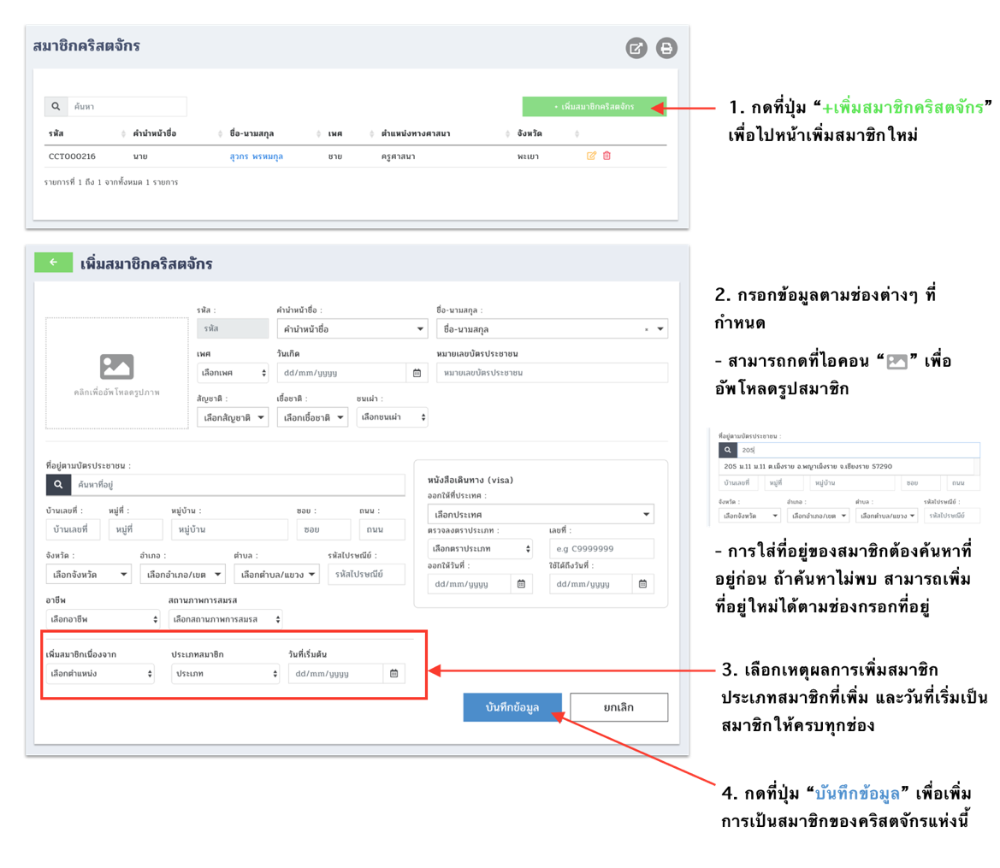 สมาชิกคริสตจักร
ค้นหา
+ เพิ่มสมาชิกคริสตจักร
รหัส คำนำหน้าชื่อ ชื่อ-นามสกุล เพศ ตำแหน่งทางศาสนา จังหวัด
CCT000216 นาย สุวกร พรหมกุล ชาย ครูศาสนา พะเยา
รายการที่ 1 ถึง 1 จากทั้งหมด 1 รายการ
1. กดที่ปุ่ม “+เพิ่มสมาชิกคริสตจักร”
เพื่อไปหน้าเพิ่มสมาชิกใหม่
เพิ่มสมาชิกคริสตจักร
รหัส : คำนำหน้าชื่อ : ชื่อ-นามสกุล :
รหัส คำนำหน้าชื่อ ชื่อ-นามสกุล ×
เพศ วันเกิด หมายเลขบัตรประชาชน
เลือกเพศ dd/mm/yyyy หมายเลขบัตรประชาชน
คลิกเพื่ออัพโหลดรูปภาพ
สัญชาติ : เชื้อชาติ : ชนเผ่า :
เลือกสัญชาติ เลือกเชื้อชาติ เลือกชนเผ่า
ที่อยู่ตามบัตรประชาชน :
ค้นหาที่อยู่
บ้านเลขที่ : หมู่ที่ : หมู่บ้าน : ซอย : ถนน :
บ้านเลขที่ หมู่ที่ หมู่บ้าน ซอย ถนน
จังหวัด : อำเภอ : ตำบล : รหัสไปรษณีย์ :
เลือกจังหวัด เลือกอำเภอ/เขต เลือกตำบล/แขวง รหัสไปรษณีย์
อาชีพ สถานภาพการสมรส
เลือกอาชีพ เลือกสถานภาพการสมรส
หนังสือเดินทาง (visa)
ออกให้ที่ประเทศ :
เลือกประเทศ
ตรวจลงตราประเภท : เลขที่ :
เลือกตราประเภท e.g C9999999
ออกให้วันที่ : ใช้ได้ถึงวันที่ :
dd/mm/yyyy dd/mm/yyyy
เพิ่มสมาชิกเนื่องจาก ประเภทสมาชิก วันที่เริ่มต้น
เลือกตำแหน่ง ประเภท dd/mm/yyyy
บันทึกข้อมูล ยกเลิก
2. กรอกข้อมูลตามช่องต่างๆ ที่
กำหนด
- สามารถกดที่ไอคอน “ ” เพื่อ
อัพโหลดรูปสมาชิก
ที่อยู่ตามบัตรประชาชน :
205
205 ม.11 ม.11 ต.เม็งราย อ.พญาเม็งราย จ.เชียงราย 57290
บ้านเลขที่ หมู่ที่ หมู่บ้าน ซอย ถนน
จังหวัด : อำเภอ : ตำบล : รหัสไปรษณีย์ :
เลือกจังหวัด เลือกอำเภอ/เขต เลือกตำบล/แขวง รหัสไปรษณีย์
- การใส่ที่อยู่ของสมาชิกต้องค้นหาที่
อยู่ก่อน ถ้าค้นหาไม่พบ สามารถเพิ่ม
ที่อยู่ใหม่ได้ตามช่องกรอกที่อยู่
3. เลือกเหตุผลการเพิ่มสมาชิก
ประเภทสมาชิกที่เพิ่ม และวันที่เริ่มเป็น
สมาชิกให้ครบทุกช่อง
4. กดที่ปุ่ม “บันทึกข้อมูล” เพื่อเพิ่ม
การเป็นสมาชิกของคริสตจักรแห่งนี้